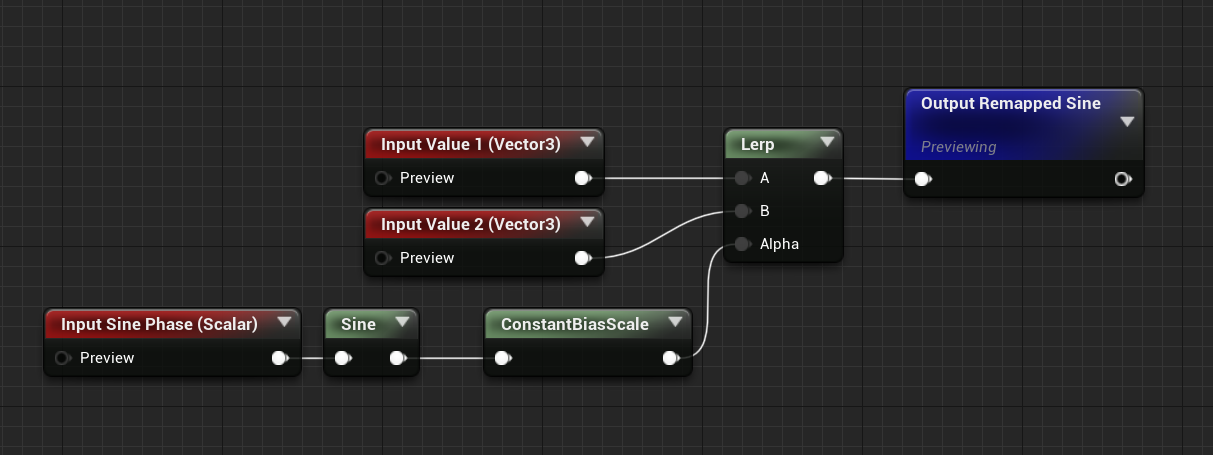 Output Remapped Sine
Previewing
Input Value 1 (Vector3)
Preview
Lerp
A
B
Alpha
Input Value 2 (Vector3)
Preview
Input Sine Phase (Scalar)
Preview
Sine
ConstantBiasScale